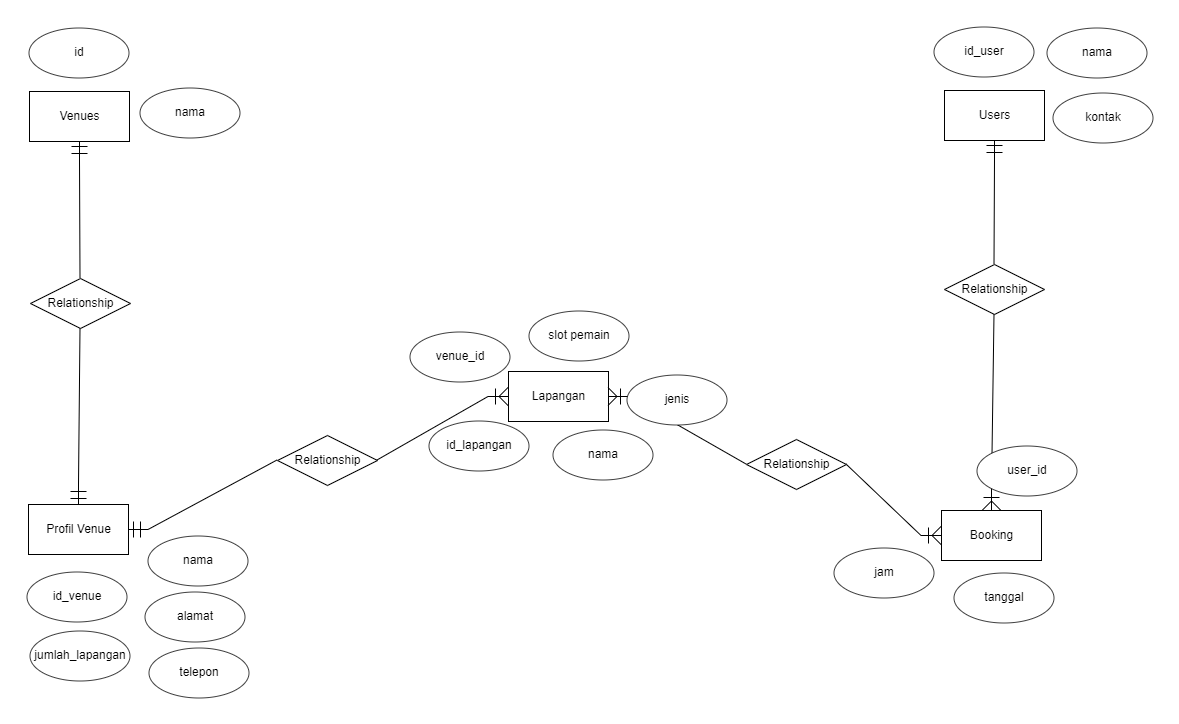 id
id_user
nama
Venues
nama
Users
kontak
Relationship
Relationship
slot pemain
venue_id
Lapangan
jenis
id_lapangan
nama
Relationship
Relationship
user_id
Profil Venue
Booking
nama
jam
id_venue
tanggal
alamat
jumlah_lapangan
telepon